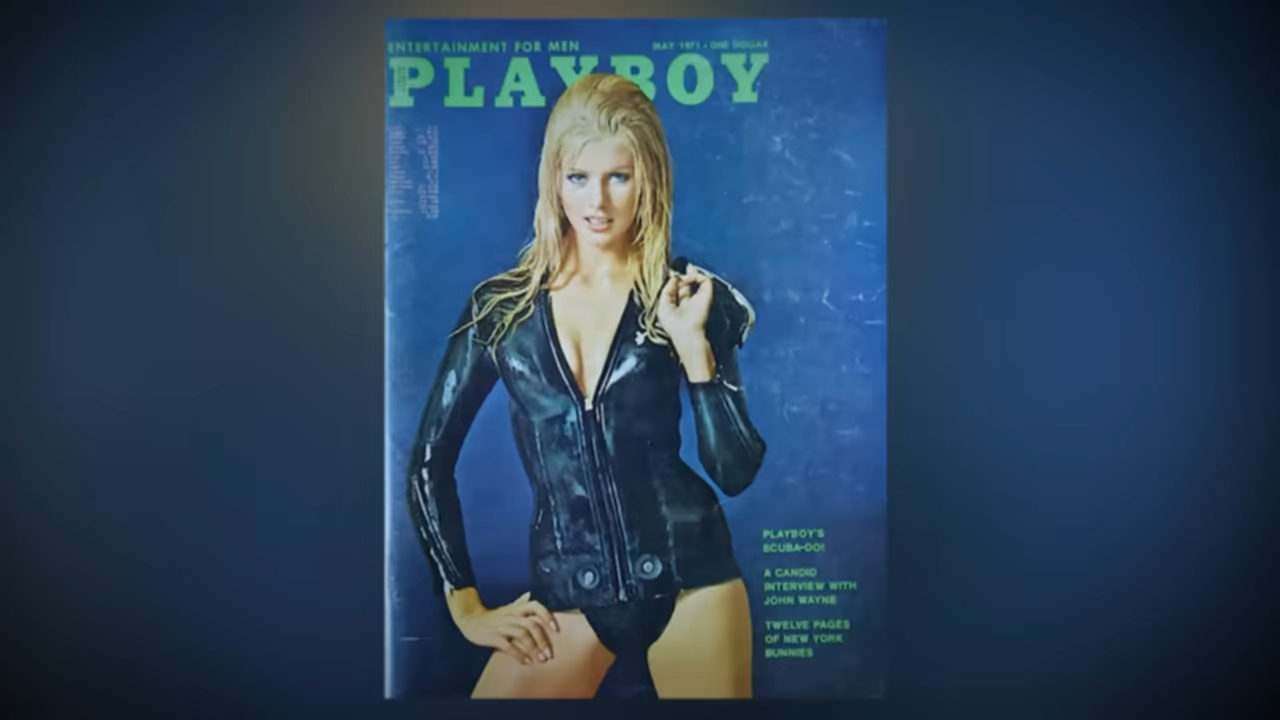 ENTERTAINMENT FOR MEN
MAY 1971 • ONE DOLLAR
PLAYBOY
PLAYBOY'S
SCUBA-DO!
A CANDID
INTERVIEW WITH
JOHN WAYNE
TWELVE PAGES
OF NEW YORK
BUNNIES